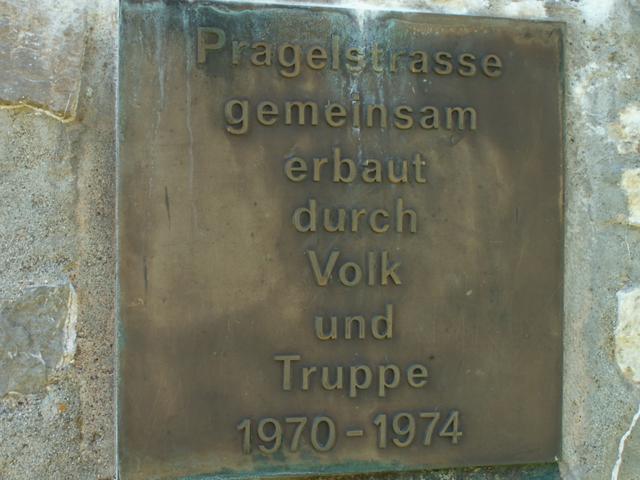 Pragelstrasse
gemeinsam
erbaut
durch
Volk
und
Truppe
1970-1974